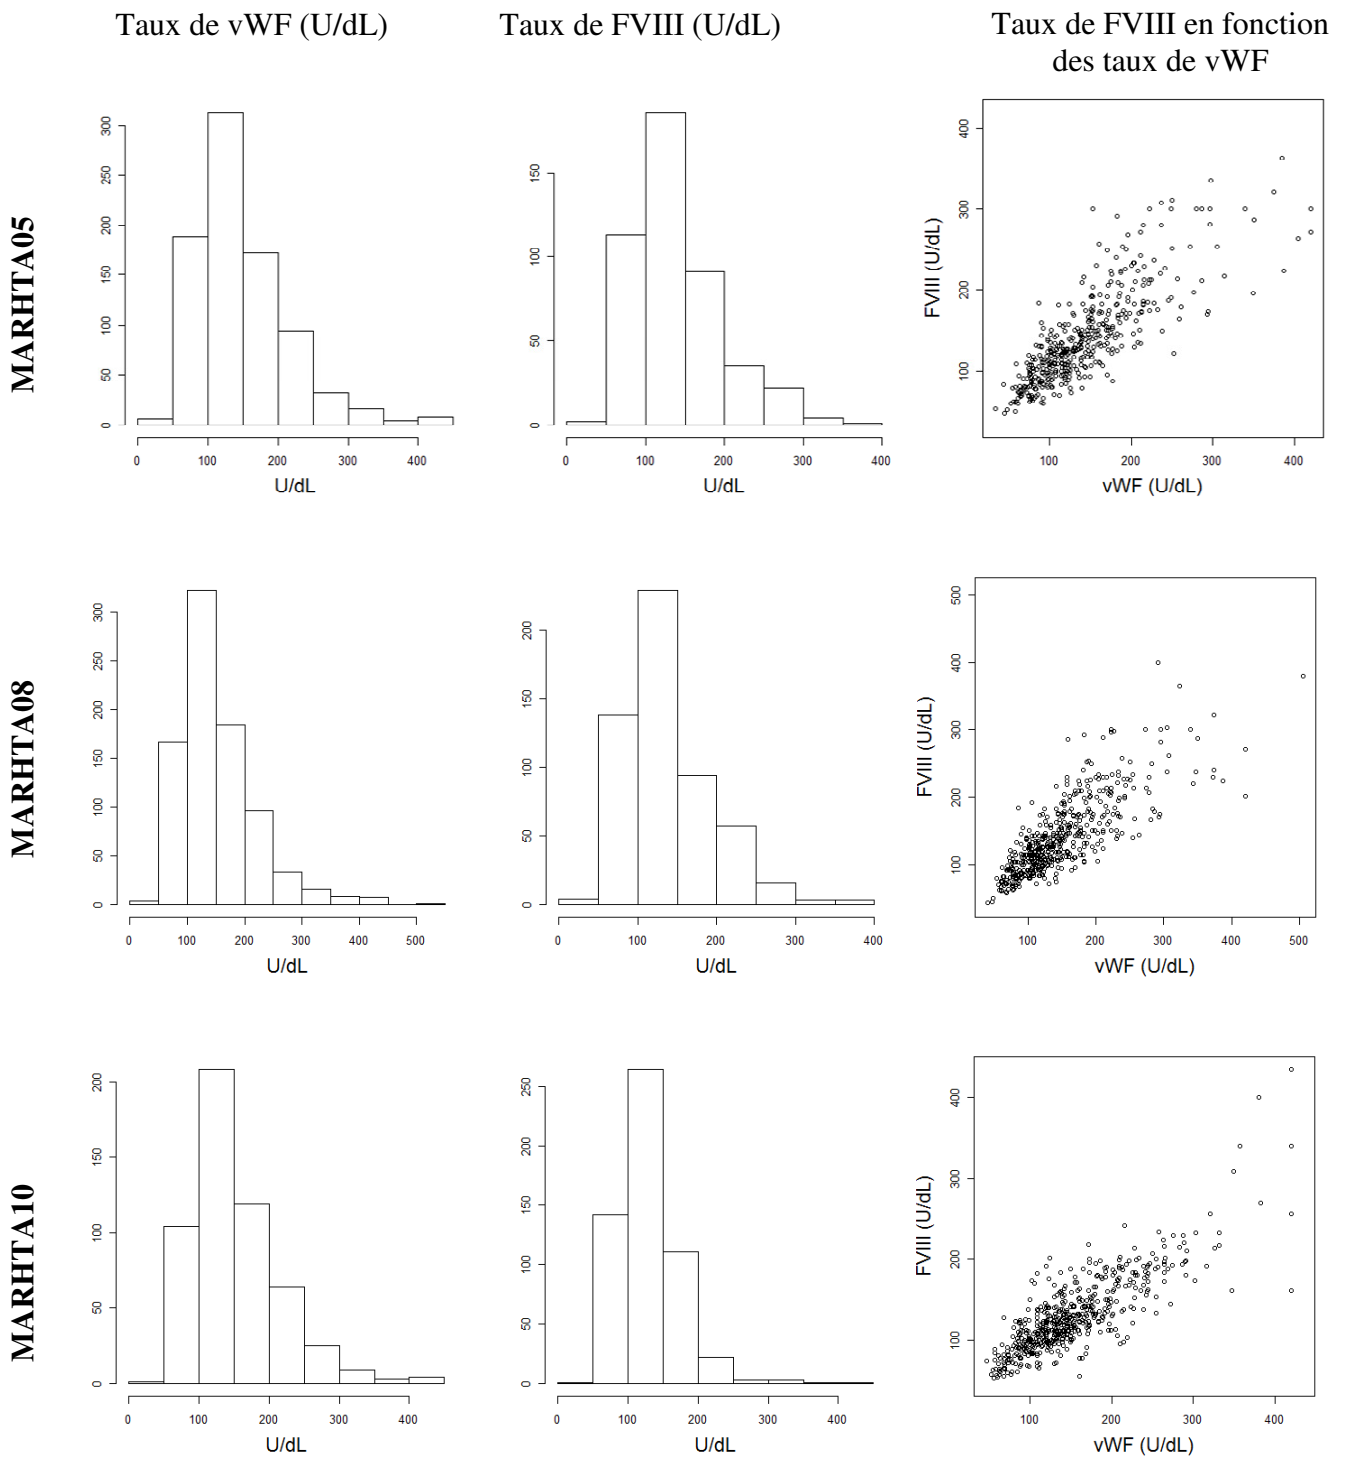 Taux de vWF (U/dL)
Taux de FVIII (U/dL)
Taux de FVIII en fonction
des taux de vWF
MARHTA05
0 50 100 150 200 250 300
0 100 200 300 400
U/dL
0 50 100 150
0 100 200 300 400
U/dL
FVIII (U/dL)
100 200 300 400
100 200 300 400
vWF (U/dL)
MARHTA08
0 50 100 150 200 250 300
0 100 200 300 400 500
U/dL
0 50 100 150 200
0 100 200 300 400
U/dL
FVIII (U/dL)
100 200 300 400 500
100 200 300 400 500
vWF (U/dL)
MARHTA10
0 50 100 150 200
0 100 200 300 400
U/dL
0 50 100 150 200 250
0 100 200 300 400
U/dL
FVIII (U/dL)
100 200 300 400
100 200 300 400
vWF (U/dL)